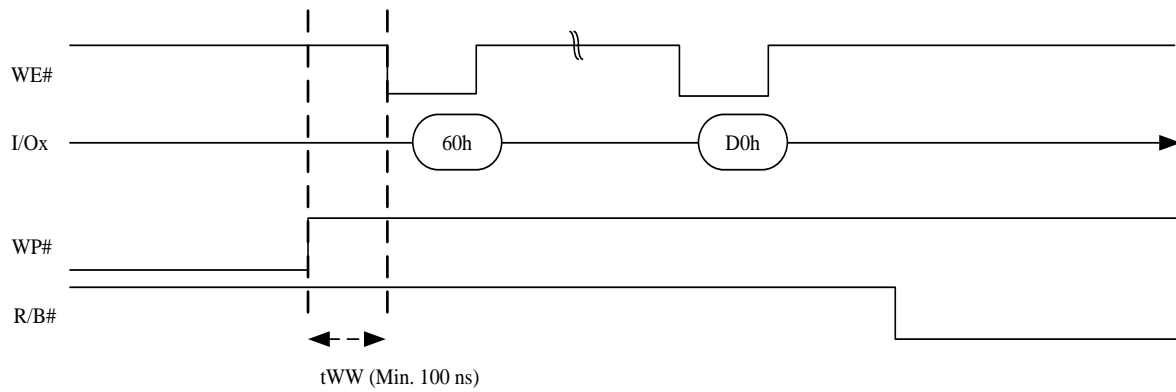 WE#
I/Ox
60h
D0h
WP#
R/B#
tWW (Min. 100 ns)